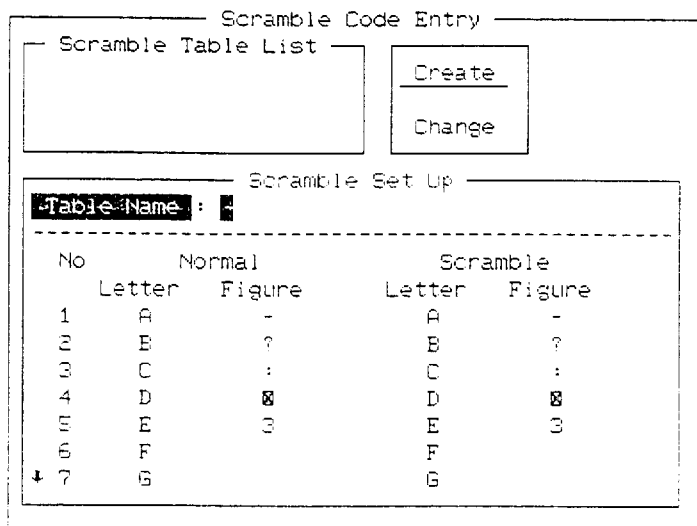 Scramble Code Entry
Scramble Table List
Create
Change
Scramble Set Up
Table Name :
No Normal Scramble
Letter Figure Letter Figure
1 A - A -
2 B ? B ?
3 C : C :
4 D ☒ D ☒
5 E 3 E 3
6 F F
↓ 7 G G